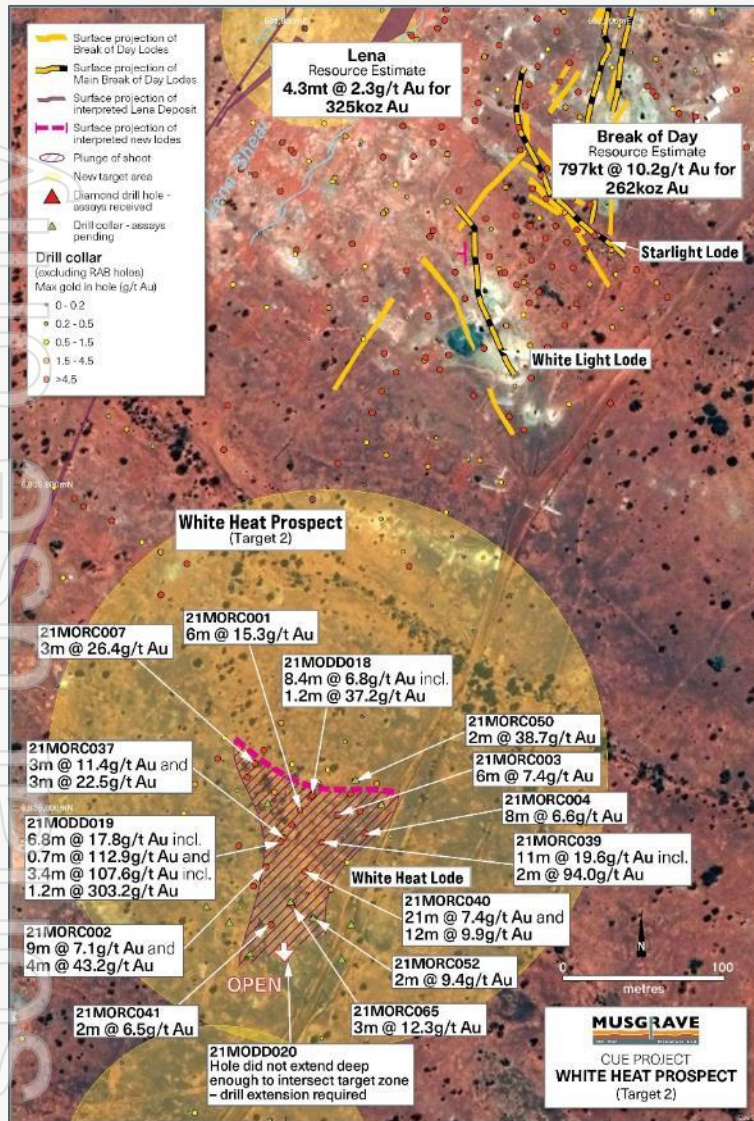 Surface projection of
Break of Day Lodes
Surface projection of
Main Break of Day Lodes
Surface projection of
interpreted Lena Deposit
Surface projection of
interpreted new lodes
Plunge of shoot
New target area
Diamond drill hole -
assays received
Drill collar - assays
pending
Drill collar
(excluding RAB holes)
Max gold in hole (g/t Au)
0 - 0.2
0.2 - 0.5
0.5 - 1.5
1.5 - 4.5
>4.5
Lena
Resource Estimate
4.3mt @ 2.3g/t Au for
325koz Au
Break of Day
Resource Estimate
797kt @ 10.2g/t Au for
262koz Au
Lena Shear
Starlight Lode
White Light Lode
White Heat Prospect
(Target 2)
21MORC001
6m @ 15.3g/t Au
21MORC007
3m @ 26.4g/t Au
21MODD018
8.4m @ 6.8g/t Au incl.
1.2m @ 37.2g/t Au
21MORC050
2m @ 38.7g/t Au
21MORC037
3m @ 11.4g/t Au and
3m @ 22.5g/t Au
21MORC003
6m @ 7.4g/t Au
21MORC004
8m @ 6.6g/t Au
21MODD019
6.8m @ 17.8g/t Au incl.
0.7m @ 112.9g/t Au and
3.4m @ 107.6g/t Au incl.
1.2m @ 303.2g/t Au
21MORC039
11m @ 19.6g/t Au incl.
2m @ 94.0g/t Au
White Heat Lode
21MORC040
21m @ 7.4g/t Au and
12m @ 9.9g/t Au
21MORC002
9m @ 7.1g/t Au and
4m @ 43.2g/t Au
21MORC052
2m @ 9.4g/t Au
OPEN
21MORC041
2m @ 6.5g/t Au
21MORC065
3m @ 12.3g/t Au
21MODD020
Hole did not extend deep
enough to intersect target zone
– drill extension required
N
0 100
metres
MUSGRAVE
CUE PROJECT
WHITE HEAT PROSPECT
(Target 2)